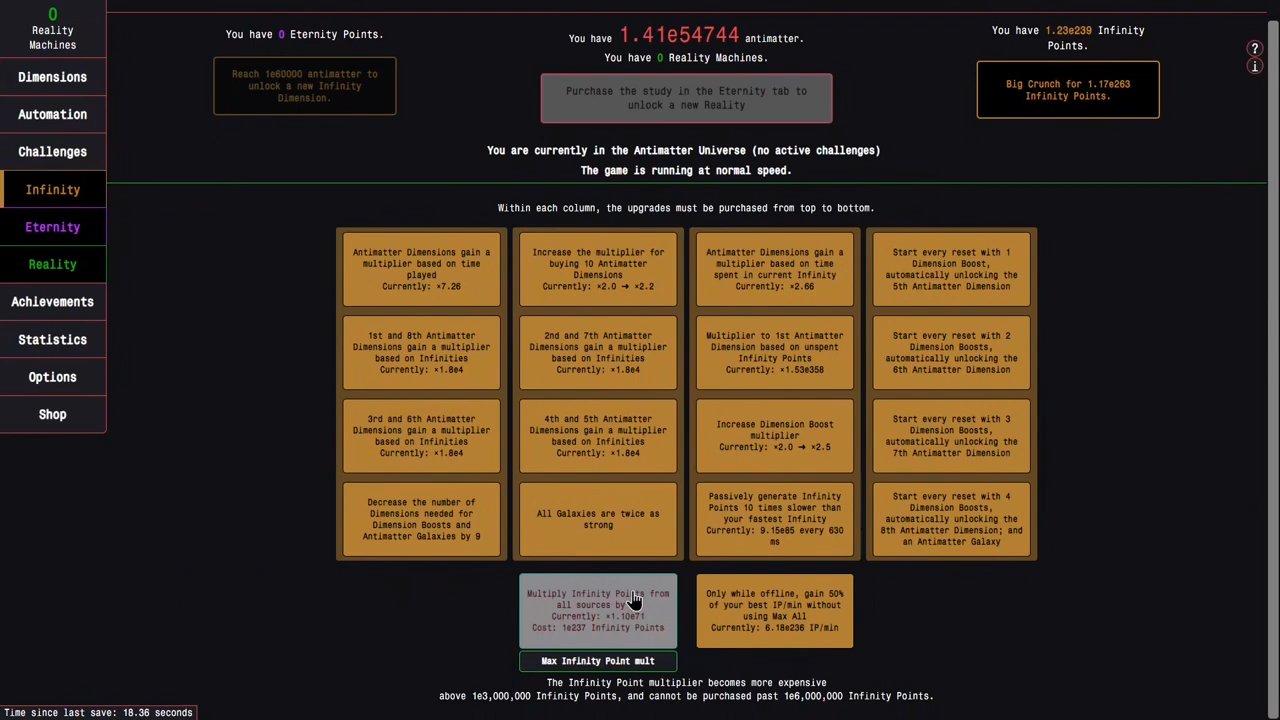 0
Reality
Machines
Dimensions
Automation
Challenges
Infinity
Eternity
Reality
Achievements
Statistics
Options
Shop
You have 0 Eternity Points.
Reach 1e60000 antimatter to
unlock a new Infinity
Dimension.
You have 1.41e54744 antimatter.
You have 0 Reality Machines.
Purchase the study in the Eternity tab to
unlock a new Reality
You have 1.23e239 Infinity
Points.
Big Crunch for 1.17e263
Infinity Points.
?
i
You are currently in the Antimatter Universe (no active challenges)
The game is running at normal speed.
Within each column, the upgrades must be purchased from top to bottom.
Antimatter Dimensions gain a
multiplier based on time
played
Currently: ×7.26
Increase the multiplier for
buying 10 Antimatter
Dimensions
Currently: ×2.0 → ×2.2
Antimatter Dimensions gain a
multiplier based on time
spent in current Infinity
Currently: ×2.66
Start every reset with 1
Dimension Boost,
automatically unlocking the
5th Antimatter Dimension
1st and 8th Antimatter
Dimensions gain a multiplier
based on Infinities
Currently: ×1.8e4
2nd and 7th Antimatter
Dimensions gain a multiplier
based on Infinities
Currently: ×1.8e4
Multiplier to 1st Antimatter
Dimension based on unspent
Infinity Points
Currently: ×1.53e358
Start every reset with 2
Dimension Boosts,
automatically unlocking the
6th Antimatter Dimension
3rd and 6th Antimatter
Dimensions gain a multiplier
based on Infinities
Currently: ×1.8e4
4th and 5th Antimatter
Dimensions gain a multiplier
based on Infinities
Currently: ×1.8e4
Increase Dimension Boost
multiplier
Currently: ×2.0 → ×2.5
Start every reset with 3
Dimension Boosts,
automatically unlocking the
7th Antimatter Dimension
Decrease the number of
Dimensions needed for
Dimension Boosts and
Antimatter Galaxies by 9
All Galaxies are twice as
strong
Passively generate Infinity
Points 10 times slower than
your fastest Infinity
Currently: 9.15e85 every 630
ms
Start every reset with 4
Dimension Boosts,
automatically unlocking the
8th Antimatter Dimension; and
an Antimatter Galaxy
Multiply Infinity Points from
all sources by
Currently: ×1.10e71
Cost: 1e237 Infinity Points
Max Infinity Point mult
Only while offline, gain 50%
of your best IP/min without
using Max All
Currently: 6.18e236 IP/min
The Infinity Point multiplier becomes more expensive
above 1e3,000,000 Infinity Points, and cannot be purchased past 1e6,000,000 Infinity Points.
Time since last save: 18.36 seconds